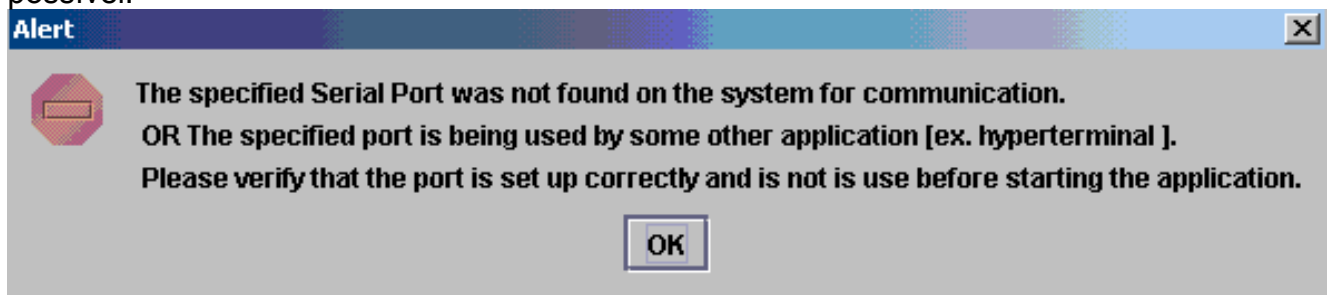 possível.
Alert
The specified Serial Port was not found on the system for communication.
OR The specified port is being used by some other application [ex. hyperterminal ].
Please verify that the port is set up correctly and is not is use before starting the application.
OK